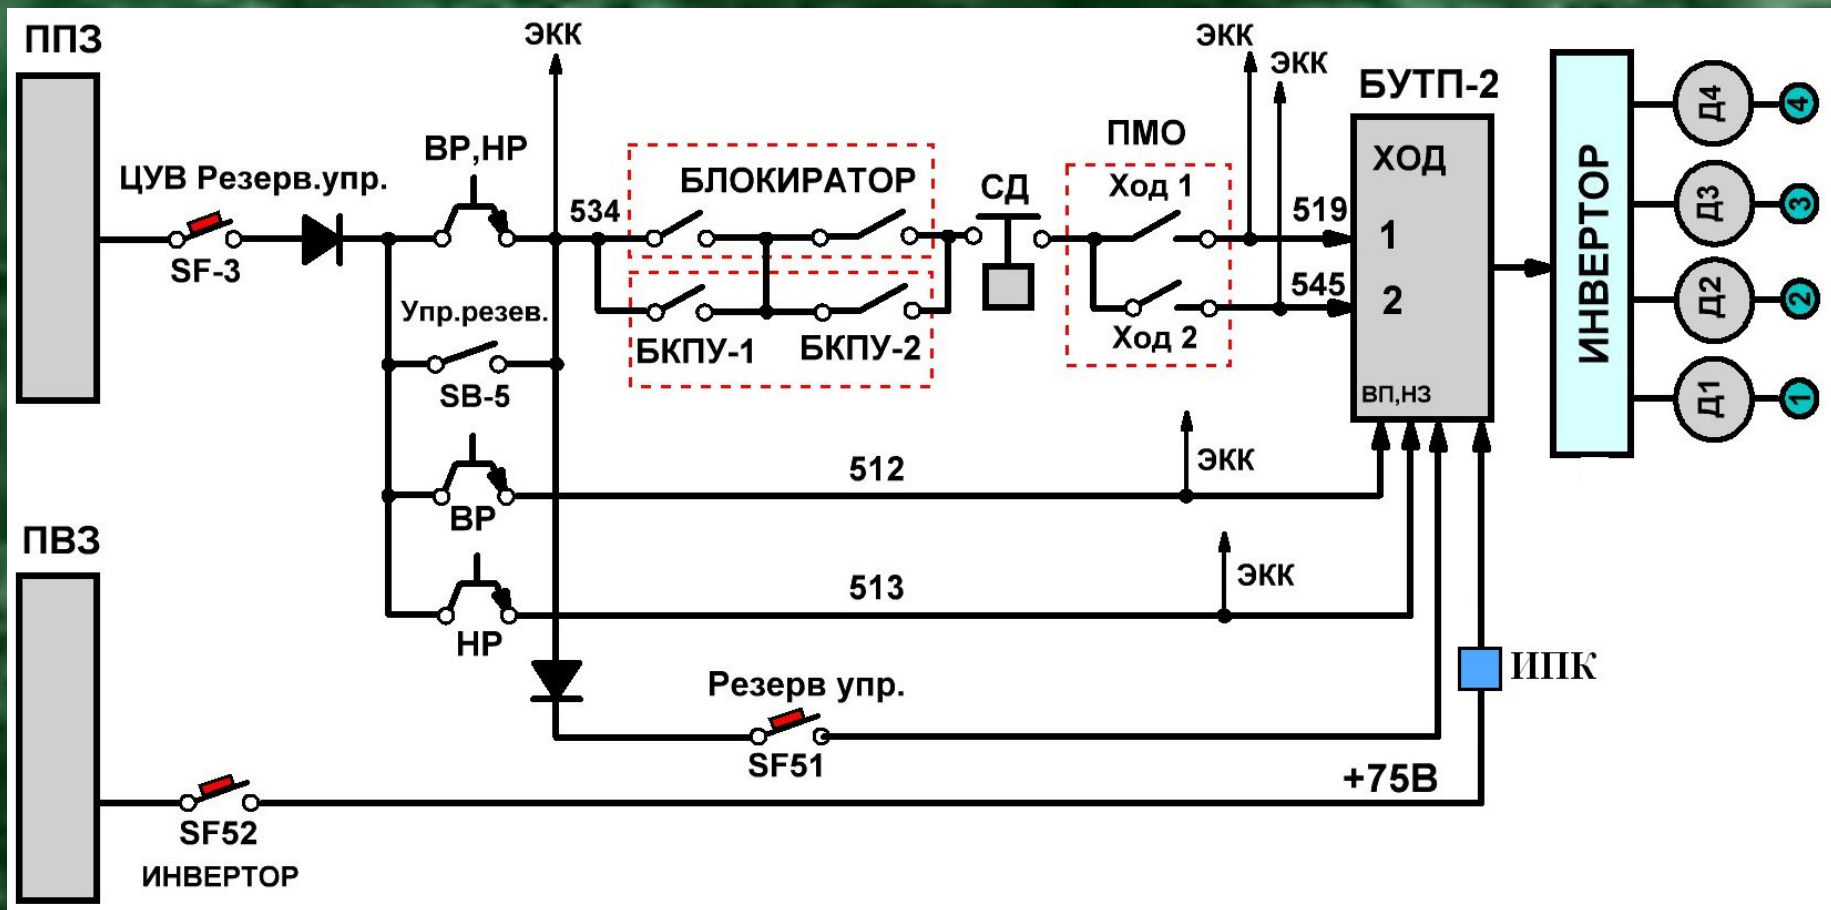 ППЗ
ЭКК
ЭКК
ЭКК
БУТП-2
ИНВЕРТОР
Д4
4
Д3
3
Д2
2
Д1
1
ЦУВ Резерв.упр.
SF-3
ВР,НР
534
БЛОКИРАТОР
БКПУ-1
БКПУ-2
СД
ПМО
Ход 1
Ход 2
519
545
ХОД
1
2
ВП,НЗ
Упр.резев.
SB-5
ВР
512
ЭКК
НР
513
ЭКК
ИПК
Резерв упр.
SF51
ПВЗ
SF52
ИНВЕРТОР
+75В